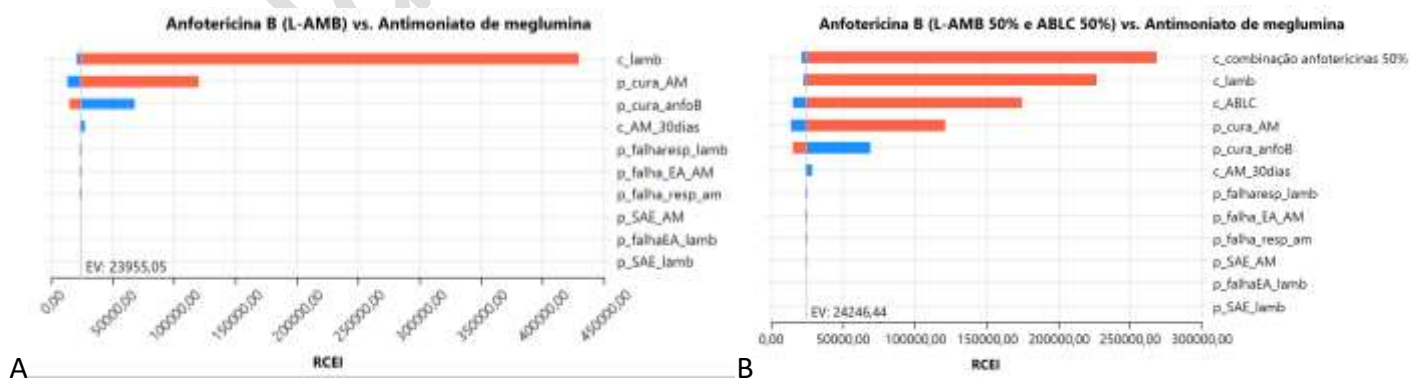 Anfotericina B (L-AMB) vs. Antimoniato de meglumina
c_lamb
p_cura_AM
p_cura_anfoB
c_AM_30dias
p_falharesp_lamb
p_falha_EA_AM
p_falha_resp_am
p_SAE_AM
p_falhaEA_lamb
p_SAE_lamb
EV: 23955,05
0,00
50000,00
100000,00
150000,00
200000,00
250000,00
300000,00
350000,00
400000,00
450000,00
RCEI
A
Anfotericina B (L-AMB 50% e ABLC 50%) vs. Antimoniato de meglumina
c_combinação anfotericinas 50%
c_lamb
c_ABLC
p_cura_AM
p_cura_anfoB
c_AM_30dias
p_falharesp_lamb
p_falha_EA_AM
p_falha_resp_am
p_SAE_AM
p_falhaEA_lamb
p_SAE_lamb
EV: 24246,44
0,00
50000,00
100000,00
150000,00
200000,00
250000,00
300000,00
RCEI
B